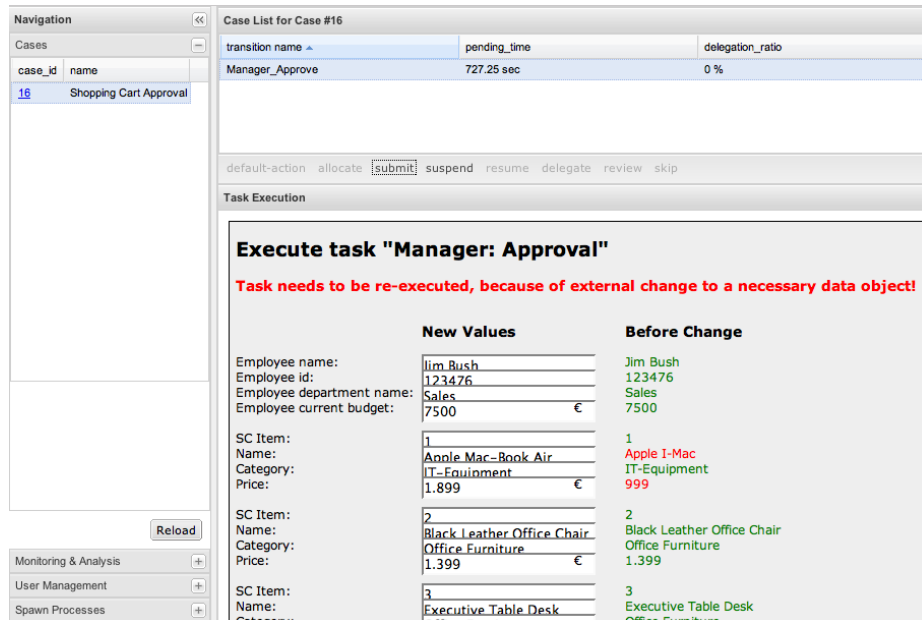 Navigation
Cases
case_id name
16 Shopping Cart Approval
Reload
Monitoring & Analysis
User Management
Spawn Processes
Case List for Case #16
transition name pending_time delegation_ratio
Manager_Approve 727.25 sec 0 %
default-action allocate submit suspend resume delegate review skip
Task Execution
Execute task "Manager: Approval"
Task needs to be re-executed, because of external change to a necessary data object!
New Values Before Change
Employee name: Jim Bush Jim Bush
Employee id: 123476 123476
Employee department name: Sales Sales
Employee current budget: 7500 € 7500
SC Item: 1 1
Name: Apple Mac-Book Air Apple I-Mac
Category: IT-Equipment IT-Equipment
Price: 1.899 € 999
SC Item: 2 2
Name: Black Leather Office Chair Black Leather Office Chair
Category: Office Furniture Office Furniture
Price: 1.399 € 1.399
SC Item: 3 3
Name: Executive Table Desk Executive Table Desk
Category: Office Furniture